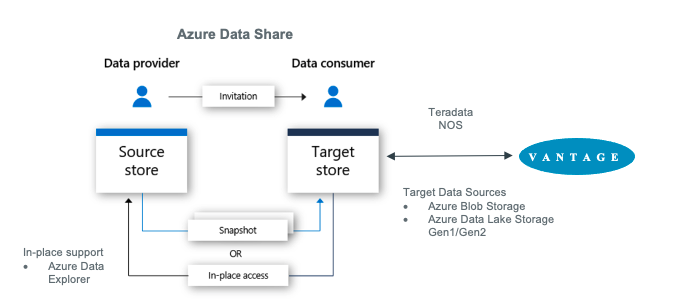 Azure Data Share
Data provider
Data consumer
Invitation
Teradata
NOS
Source
store
Target
store
VANTAGE
Target Data Sources
• Azure Blob Storage
• Azure Data Lake Storage
Gen1/Gen2
Snapshot
OR
In-place access
In-place support
• Azure Data
Explorer